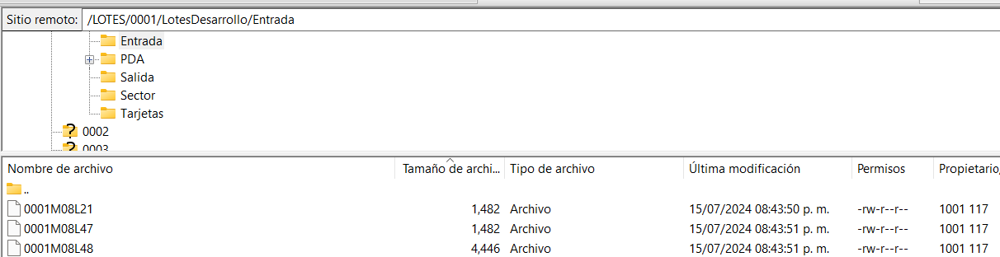 Sitio remoto: /LOTES/0001/LotesDesarrollo/Entrada
Entrada
PDA
Salida
Sector
Tarjetas
0002
0003
Nombre de archivo Tamaño de archi... Tipo de archivo Última modificación Permisos Propietario/
..
0001M08L21 1,482 Archivo 15/07/2024 08:43:50 p. m. -rw-r--r-- 1001 117
0001M08L47 1,482 Archivo 15/07/2024 08:43:51 p. m. -rw-r--r-- 1001 117
0001M08L48 4,446 Archivo 15/07/2024 08:43:51 p. m. -rw-r--r-- 1001 117